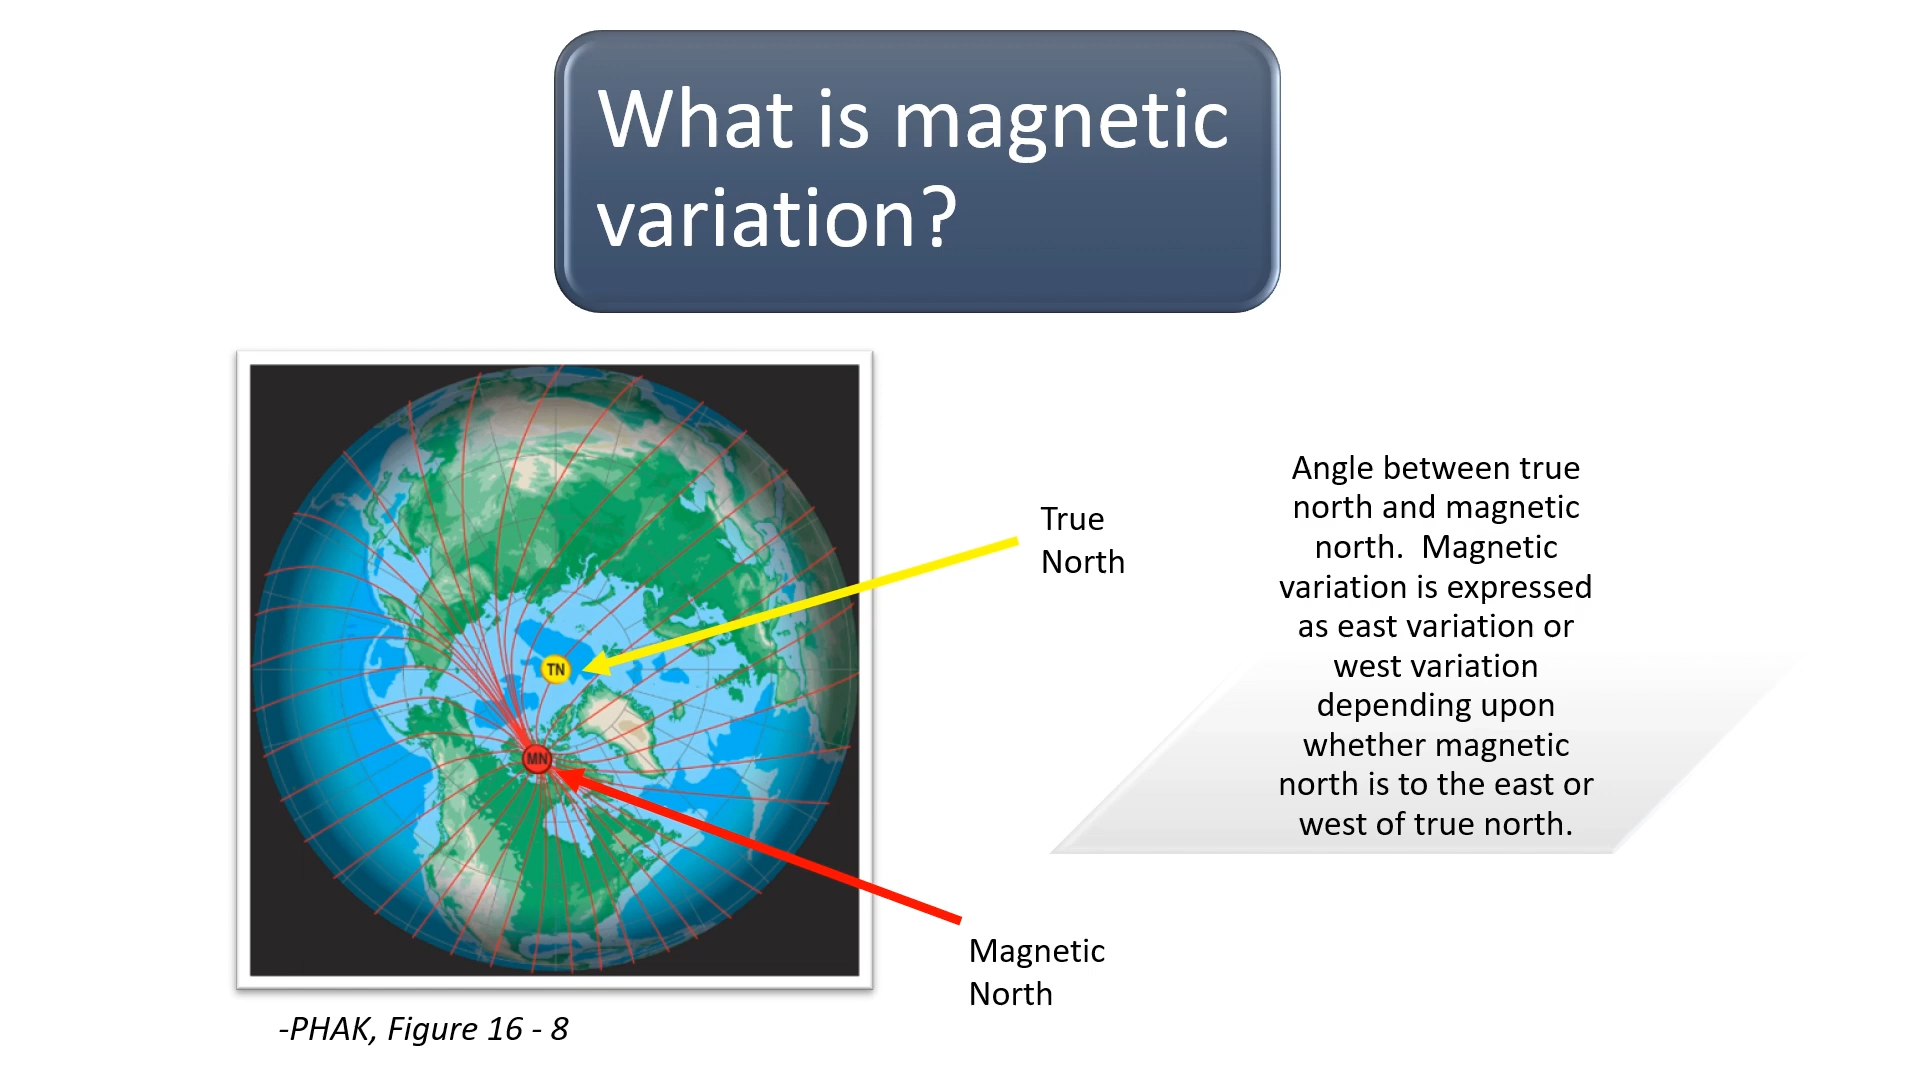 What is magnetic
variation?
True
North
Angle between true
north and magnetic
north.  Magnetic
variation is expressed
as east variation or
west variation
depending upon
whether magnetic
north is to the east or
west of true north.
TN
MN
Magnetic
North
-PHAK, Figure 16 - 8